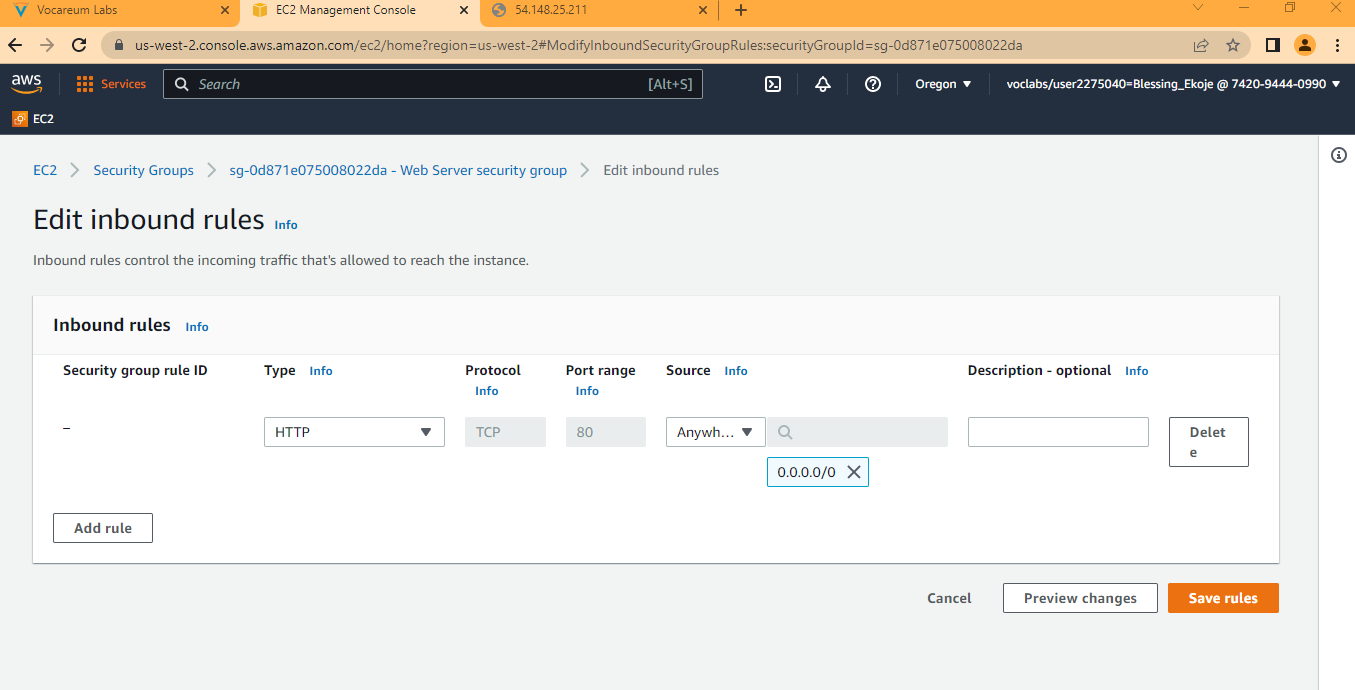 Vocareum Labs
EC2 Management Console
54.148.25.211
us-west-2.console.aws.amazon.com/ec2/home?region=us-west-2#ModifyInboundSecurityGroupRules:securityGroupId=sg-0d871e075008022da
aws
Services
Search
[Alt+S]
Oregon
voclabs/user2275040=Blessing_Ekoje @ 7420-9444-0990
EC2
EC2 > Security Groups > sg-0d871e075008022da - Web Server security group > Edit inbound rules
Edit inbound rules Info
Inbound rules control the incoming traffic that's allowed to reach the instance.
Inbound rules Info
Security group rule ID
Type Info
Protocol
Info
Port range
Info
Source Info
Description - optional Info
–
HTTP
TCP
80
Anywh...
0.0.0.0/0
Delet
e
Add rule
Cancel
Preview changes
Save rules